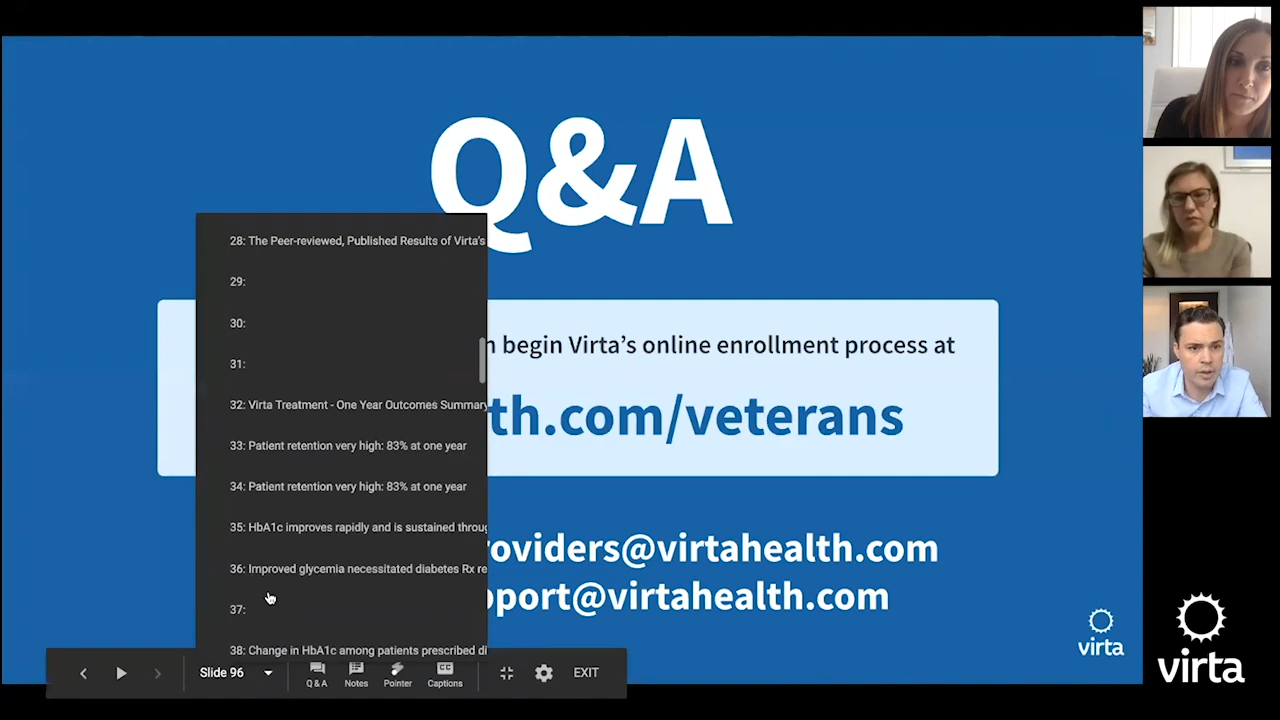 Q&A
n begin Virta's online enrollment process at
th.com/veterans
roviders@virtahealth.com
pport@virtahealth.com
28: The Peer-reviewed, Published Results of Virta's
29:
30:
31:
32: Virta Treatment - One Year Outcomes Summary
33: Patient retention very high: 83% at one year
34: Patient retention very high: 83% at one year
35: HbA1c improves rapidly and is sustained throug
36: Improved glycemia necessitated diabetes Rx re
37:
38: Change in HbA1c among patients prescribed di
Slide 96
Q & A
Notes
Pointer
CC
Captions
EXIT
virta
virta